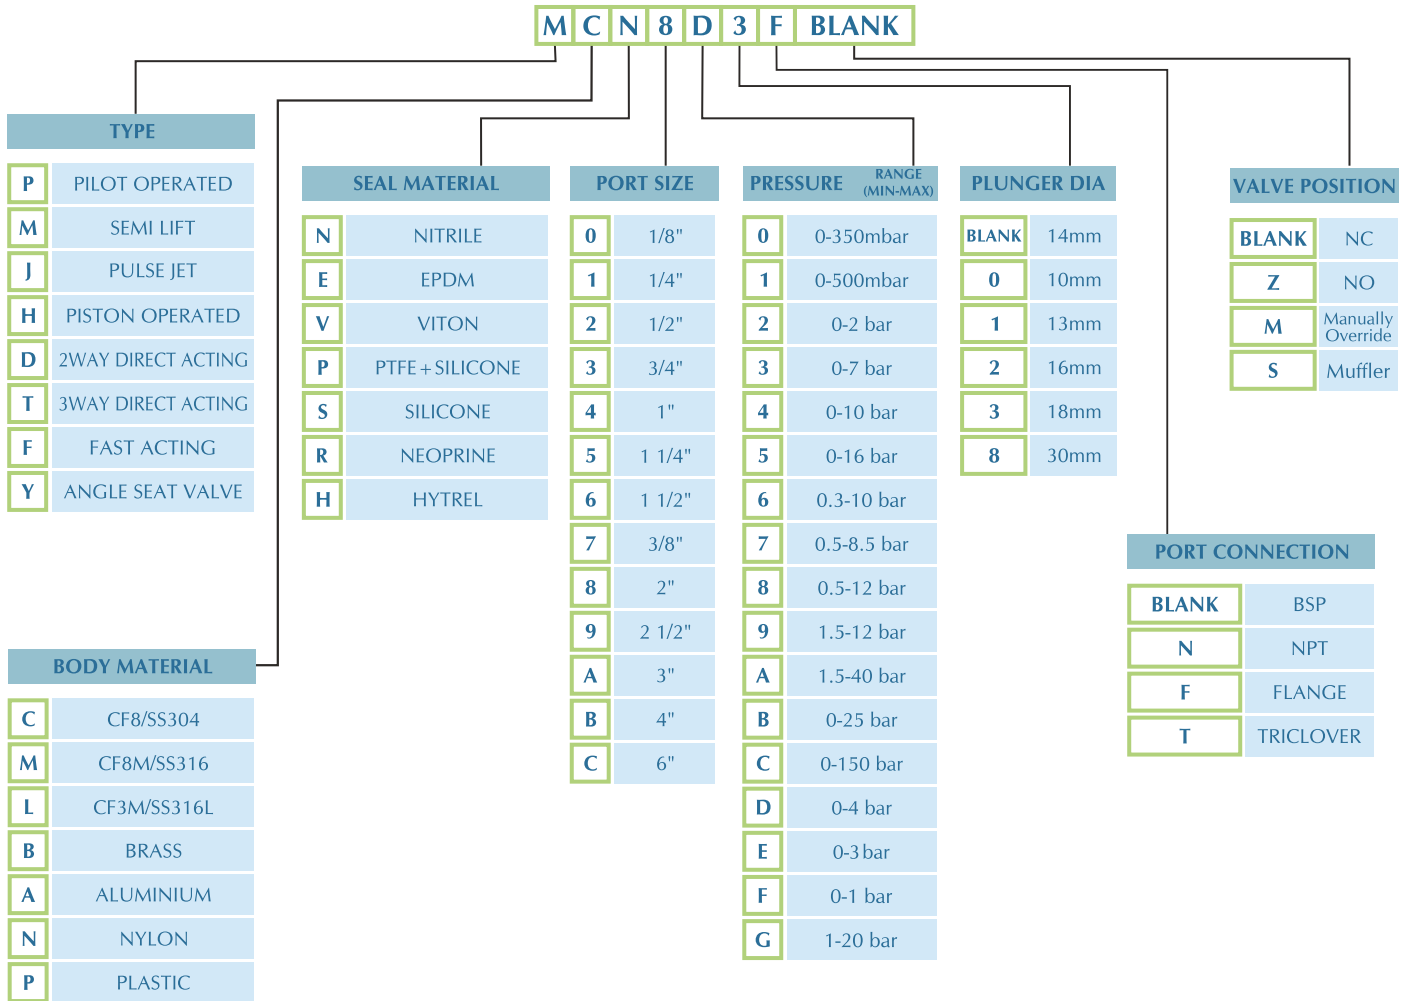 M C N 8 D 3 F BLANK
TYPE
P PILOT OPERATED
M SEMI LIFT
J PULSE JET
H PISTON OPERATED
D 2WAY DIRECT ACTING
T 3WAY DIRECT ACTING
F FAST ACTING
Y ANGLE SEAT VALVE
BODY MATERIAL
C CF8/SS304
M CF8M/SS316
L CF3M/SS316L
B BRASS
A ALUMINIUM
N NYLON
P PLASTIC
SEAL MATERIAL
N NITRILE
E EPDM
V VITON
P PTFE+SILICONE
S SILICONE
R NEOPRINE
H HYTREL
PORT SIZE
0 1/8"
1 1/4"
2 1/2"
3 3/4"
4 1"
5 1 1/4"
6 1 1/2"
7 3/8"
8 2"
9 2 1/2"
A 3"
B 4"
C 6"
PRESSURE RANGE
(MIN-MAX)
0 0-350mbar
1 0-500mbar
2 0-2 bar
3 0-7 bar
4 0-10 bar
5 0-16 bar
6 0.3-10 bar
7 0.5-8.5 bar
8 0.5-12 bar
9 1.5-12 bar
A 1.5-40 bar
B 0-25 bar
C 0-150 bar
D 0-4 bar
E 0-3 bar
F 0-1 bar
G 1-20 bar
PLUNGER DIA
BLANK 14mm
0 10mm
1 13mm
2 16mm
3 18mm
8 30mm
VALVE POSITION
BLANK NC
Z NO
M Manually
Override
S Muffler
PORT CONNECTION
BLANK BSP
N NPT
F FLANGE
T TRICLOVER